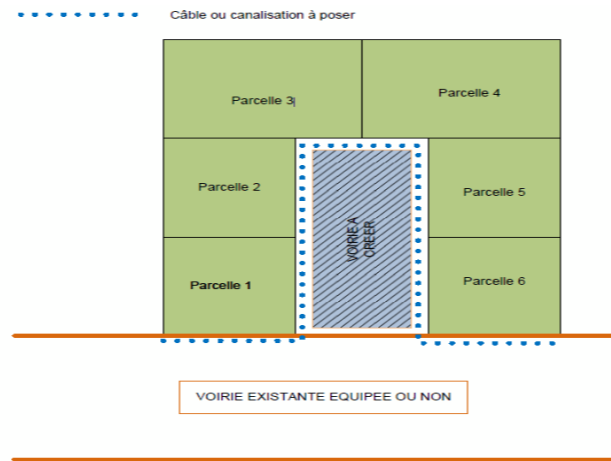 Câble ou canalisation à poser
Parcelle 3
Parcelle 4
Parcelle 2
Parcelle 5
VOIRIE A
CREER
Parcelle 1
Parcelle 6
VOIRIE EXISTANTE EQUIPEE OU NON